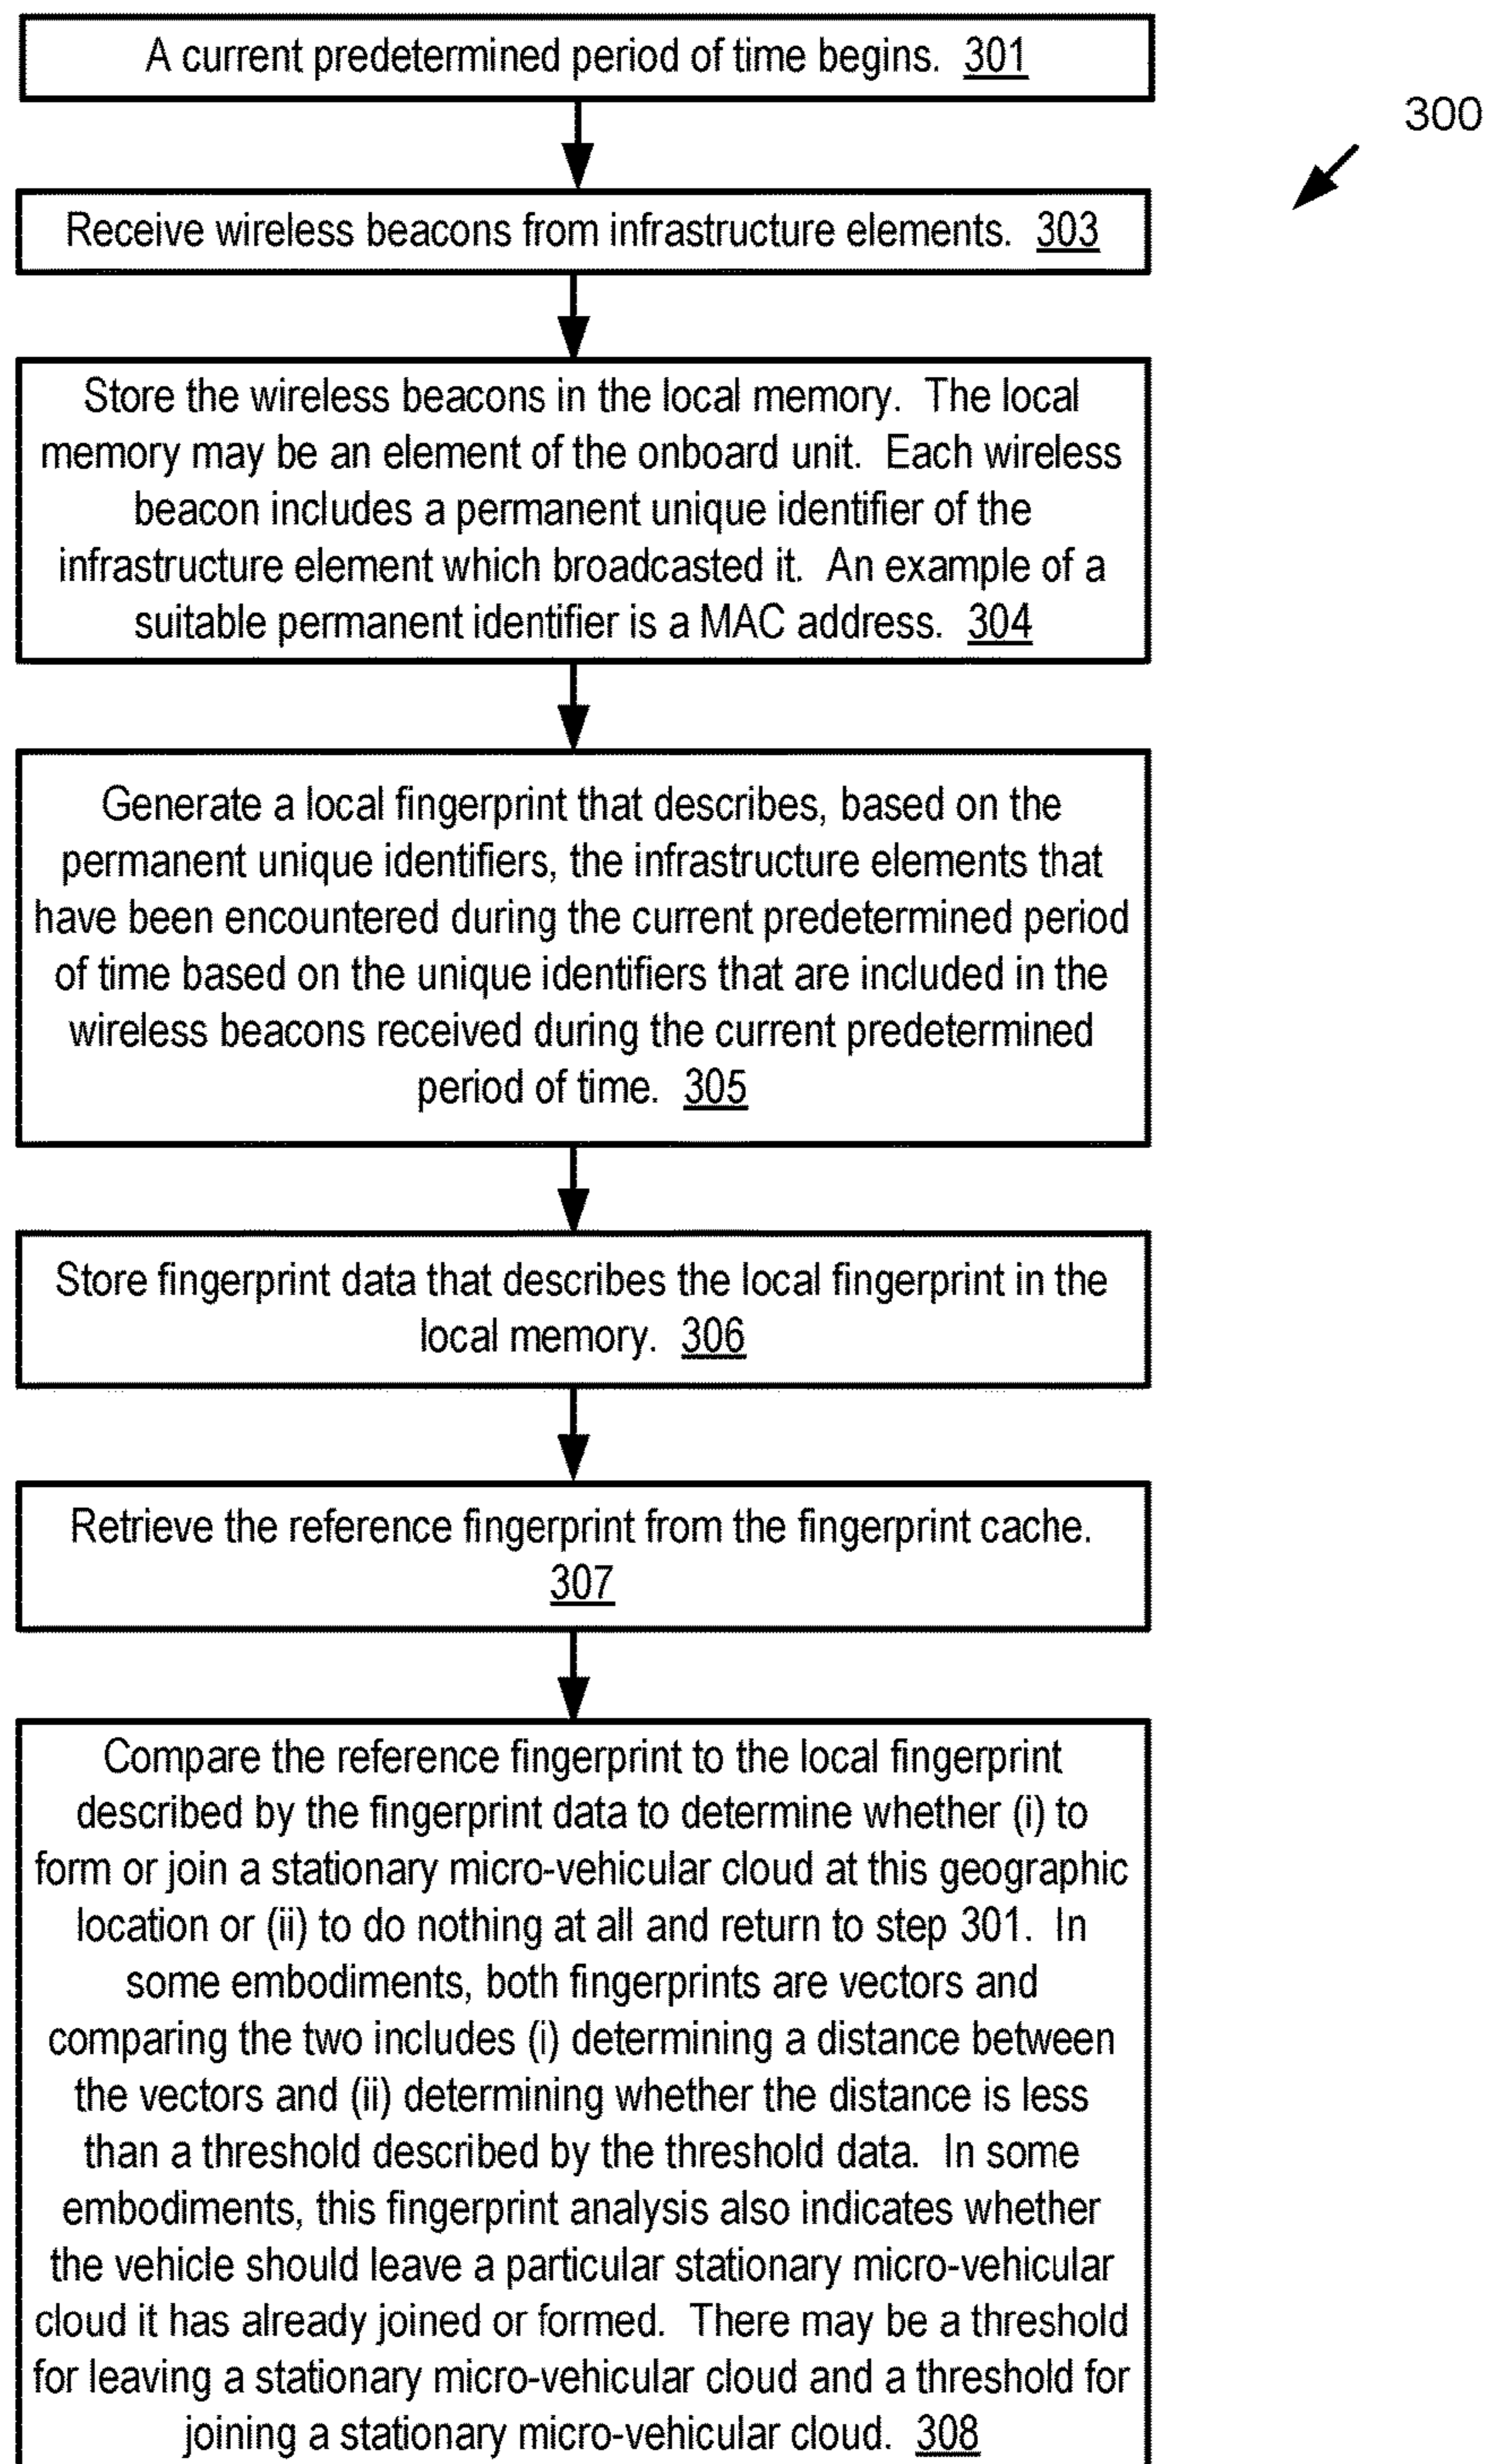 A current predetermined period of time begins. 301
300
Receive wireless beacons from infrastructure elements. 303
Store the wireless beacons in the local memory. The local
memory may be an element of the onboard unit. Each wireless
beacon includes a permanent unique identifier of the
infrastructure element which broadcasted it. An example of a
suitable permanent identifier is a MAC address. 304
Generate a local fingerprint that describes, based on the
permanent unique identifiers, the infrastructure elements that
have been encountered during the current predetermined period
of time based on the unique identifiers that are included in the
wireless beacons received during the current predetermined
period of time. 305
Store fingerprint data that describes the local fingerprint in the
local memory. 306
Retrieve the reference fingerprint from the fingerprint cache.
307
Compare the reference fingerprint to the local fingerprint
described by the fingerprint data to determine whether (i) to
form or join a stationary micro-vehicular cloud at this geographic
location or (ii) to do nothing at all and return to step 301. In
some embodiments, both fingerprints are vectors and
comparing the two includes (i) determining a distance between
the vectors and (ii) determining whether the distance is less
than a threshold described by the threshold data. In some
embodiments, this fingerprint analysis also indicates whether
the vehicle should leave a particular stationary micro-vehicular
cloud it has already joined or formed. There may be a threshold
for leaving a stationary micro-vehicular cloud and a threshold for
joining a stationary micro-vehicular cloud. 308